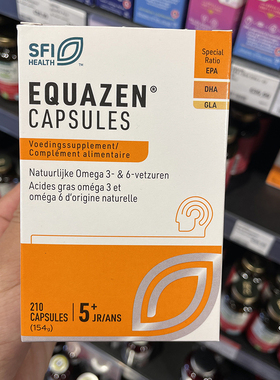 SFI
HEALTH
™
Special
Ratio
EPA
DHA
GLA
EQUAZEN®
CAPSULES
Voedingssupplement/
Complément alimentaire
Natuurlijke Omega 3- & 6-vetzuren
Acides gras oméga 3 et
oméga 6 d'origine naturelle
210
CAPSULES
(154g)
5+
JR/ANS